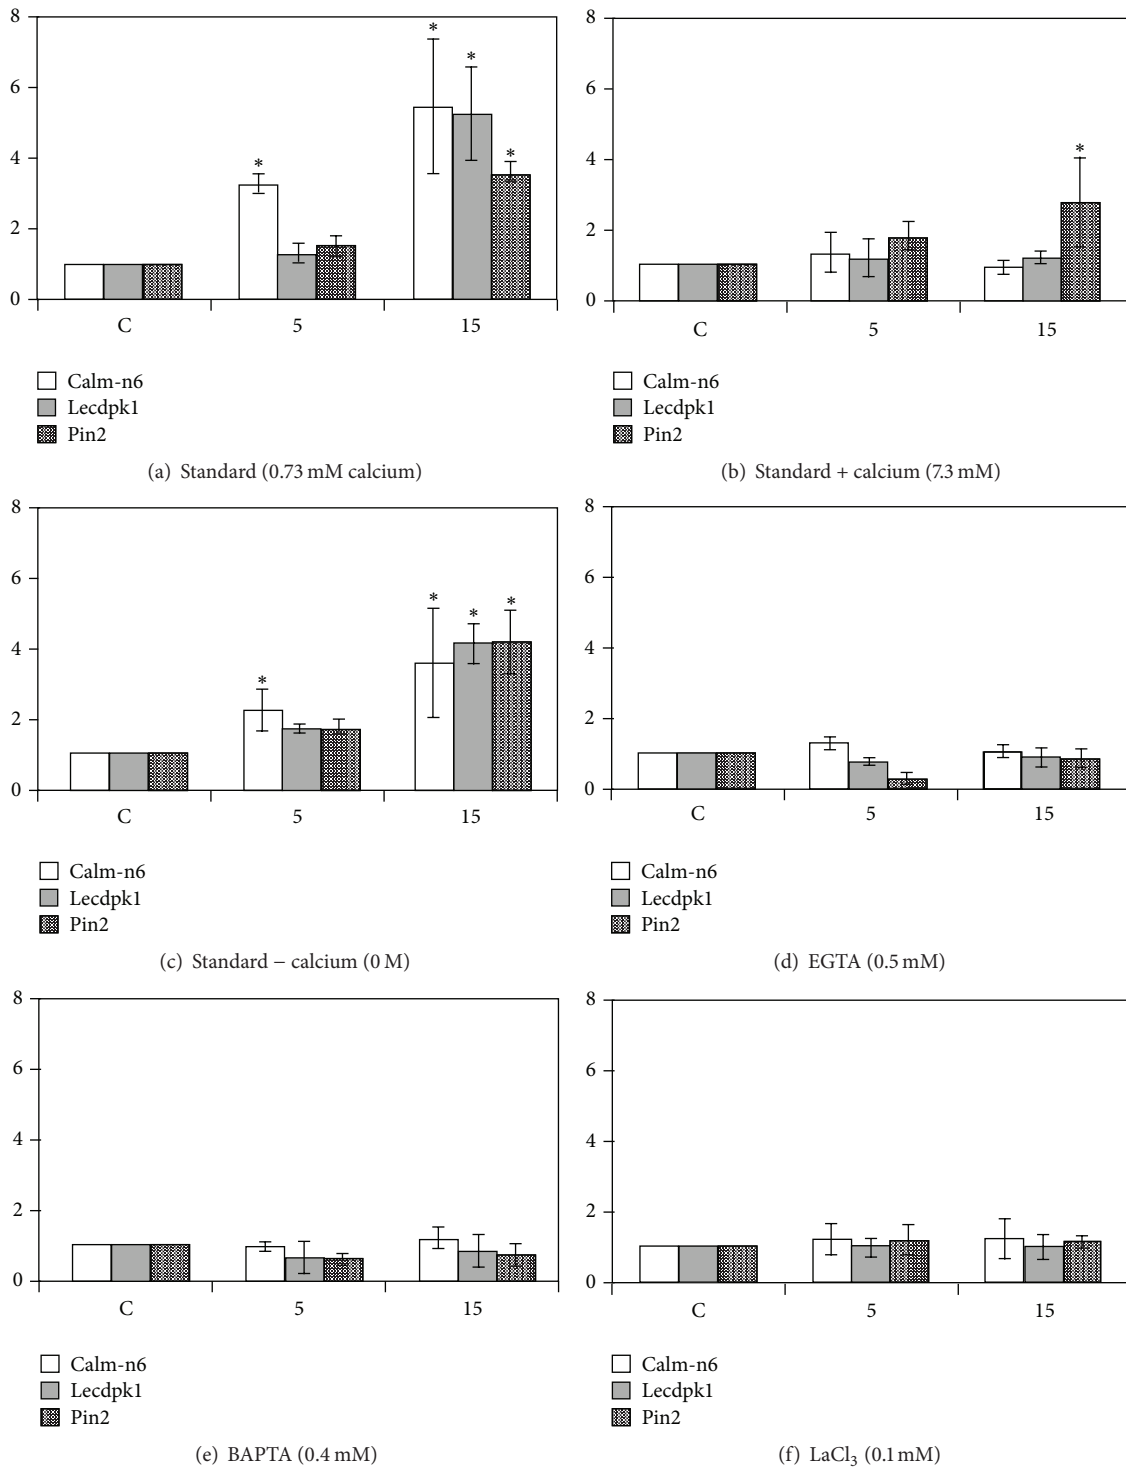 8
6
4
2
0
*
*
*
*
C
5
15
Calm-n6
Lecdpk1
Pin2
(a) Standard (0.73 mM calcium)
8
6
4
2
0
*
C
5
15
Calm-n6
Lecdpk1
Pin2
(b) Standard + calcium (7.3 mM)
8
6
4
2
0
*
*
*
*
C
5
15
Calm-n6
Lecdpk1
Pin2
(c) Standard − calcium (0 M)
8
6
4
2
0
C
5
15
Calm-n6
Lecdpk1
Pin2
(d) EGTA (0.5 mM)
8
6
4
2
0
C
5
15
Calm-n6
Lecdpk1
Pin2
(e) BAPTA (0.4 mM)
8
6
4
2
0
C
5
15
Calm-n6
Lecdpk1
Pin2
(f) LaCl₃ (0.1 mM)